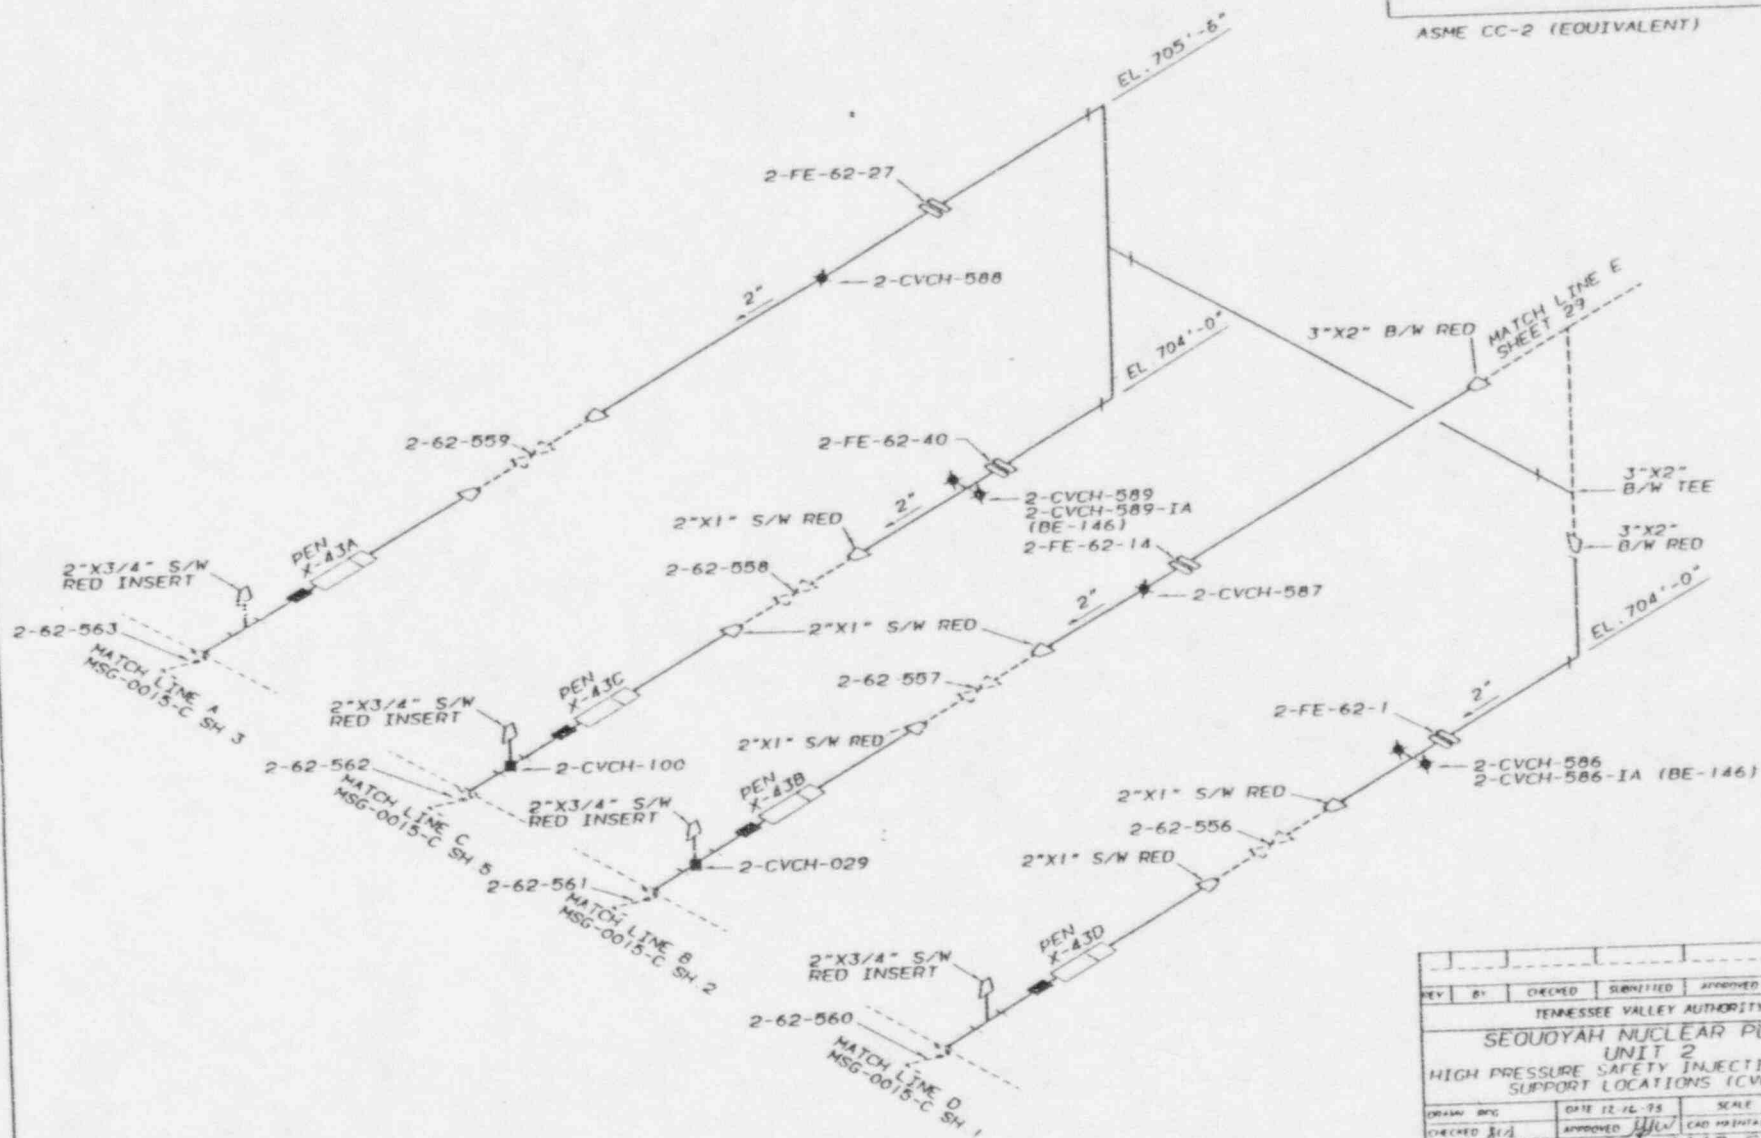 ASME CC-2 (EQUIVALENT)
EL. 705'-6"
2-FE-62-27
2-CVCH-588
2"
MATCH LINE E
SHEET 29
3"X2" B/W RED
EL. 704'-0"
2-62-559
2-FE-62-40
3"X2"
B/W TEE
2-CVCH-589
2-CVCH-589-IA
(BE-146)
2"
2"X1" S/W RED
3"X2"
B/W RED
2-FE-62-14
PEN
X-43A
2"X3/4" S/W
RED INSERT
2-62-558
2-CVCH-587
2"
EL. 704'-0"
2"X1" S/W RED
2-62-563
MATCH LINE A
MSG-0015-C SH 3
PEN
X-43C
2-62-557
2"
2"X3/4" S/W
RED INSERT
2-FE-62-1
2"X1" S/W RED
2-62-562
2-CVCH-100
MATCH LINE C
MSG-0015-C SH 5
PEN
X-43B
2-CVCH-586
2-CVCH-586-IA (BE-146)
2"X3/4" S/W
RED INSERT
2"X1" S/W RED
2-62-556
2"X1" S/W RED
2-CVCH-029
2-62-561
MATCH LINE B
MSG-0015-C SH 2
PEN
X-43D
2"X3/4" S/W
RED INSERT
2-62-560
MATCH LINE D
MSG-0015-C SH 1
REV BY CHECKED SUBMITTED APPROVED
TENNESSEE VALLEY AUTHORITY
SEQUOYAH NUCLEAR PL
UNIT 2
HIGH PRESSURE SAFETY INJECTI
SUPPORT LOCATIONS (CV
DRAWN DATE SCALE
CHECKED APPROVED